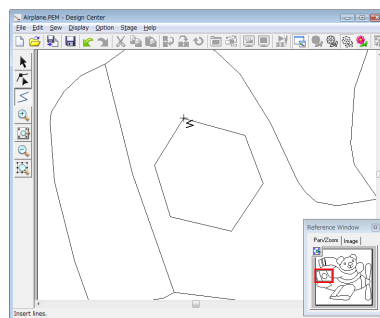 Airplane.PEM - Design Center
File Edit Sew Display Option Stage Help
Reference Window
Pan/Zoom Image
Insert lines.